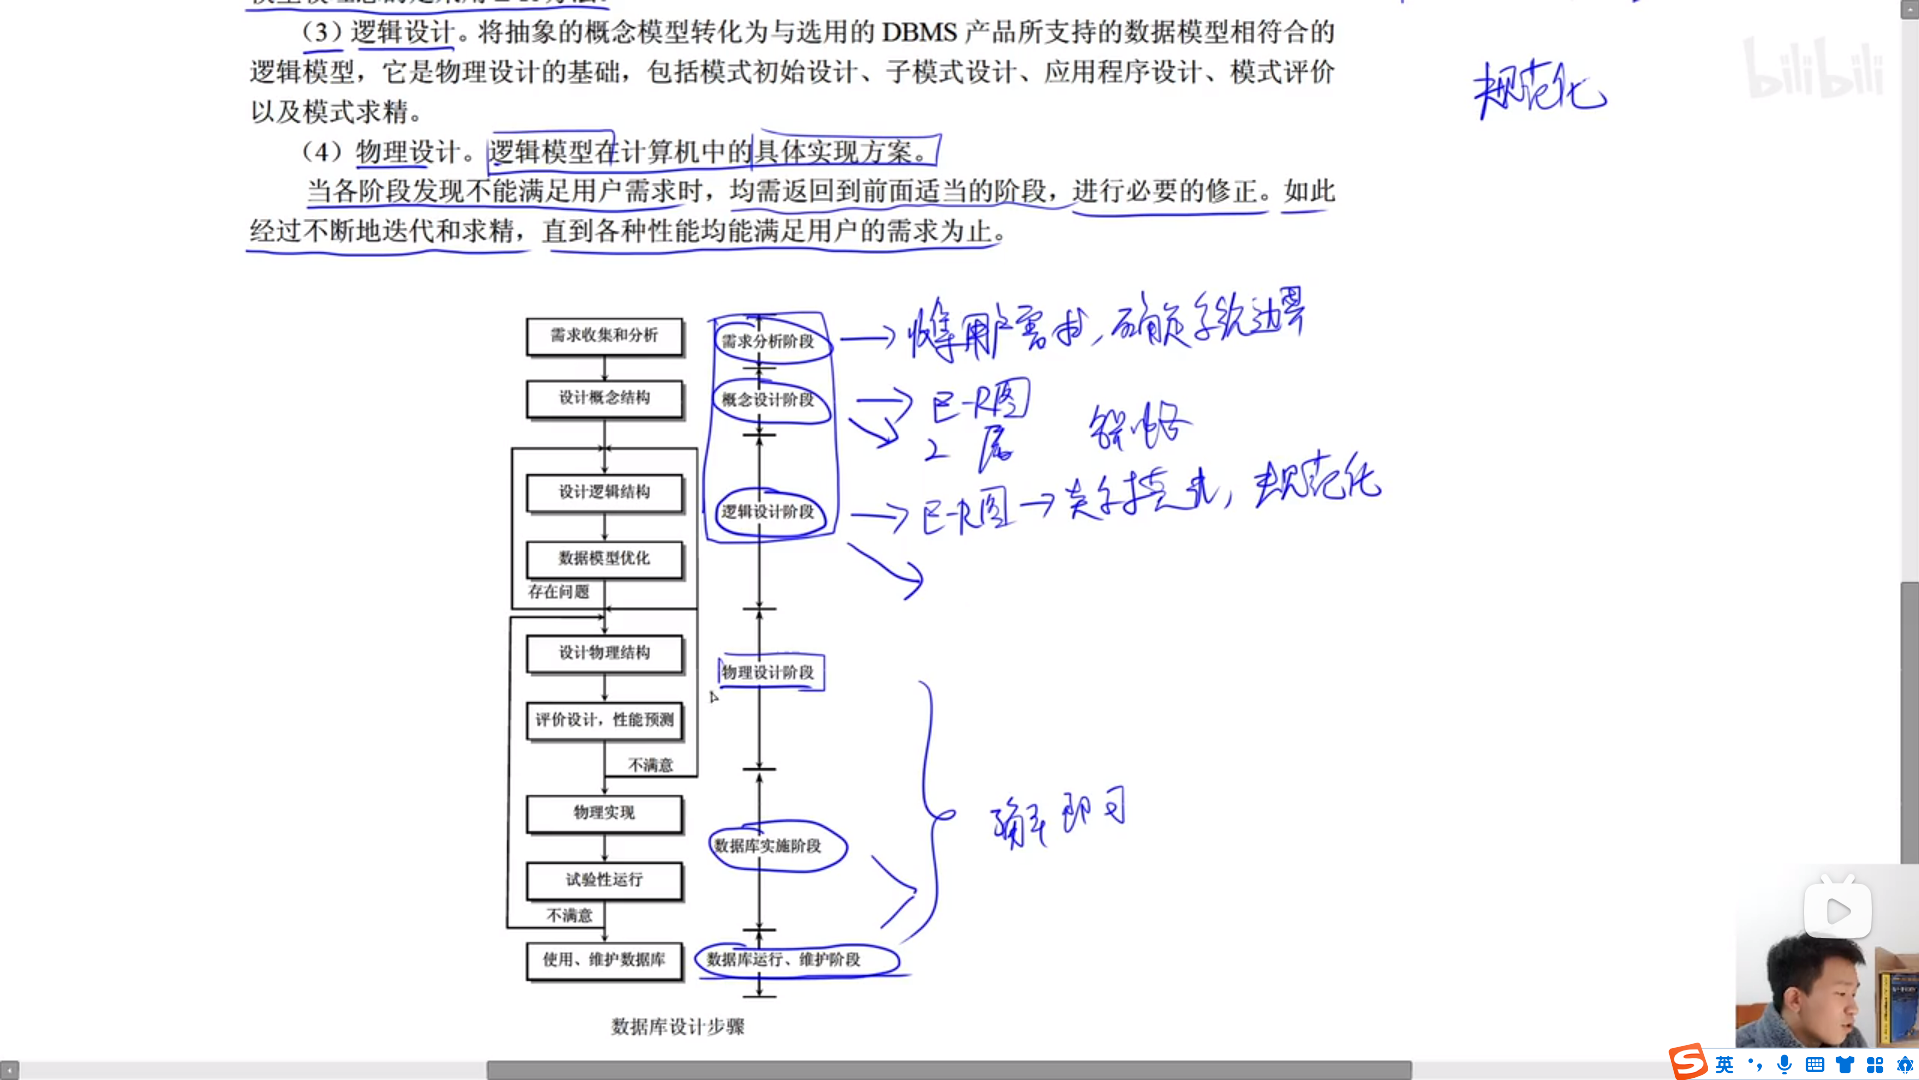 （3）逻辑设计。将抽象的概念模型转化为与选用的 DBMS 产品所支持的数据模型相符合的
逻辑模型，它是物理设计的基础，包括模式初始设计、子模式设计、应用程序设计、模式评价
以及模式求精。
规范化
bilibili
（4）物理设计。逻辑模型在计算机中的具体实现方案。
当各阶段发现不能满足用户需求时，均需返回到前面适当的阶段，进行必要的修正。如此
经过不断地迭代和求精，直到各种性能均能满足用户的需求为止。
需求收集和分析
需求分析阶段
收集用户需求，确定系统边界
设计概念结构
概念设计阶段
E-R图
设计逻辑结构
逻辑设计阶段
E-R图→关系模式，规范化
数据模型优化
存在问题
设计物理结构
物理设计阶段
评价设计，性能预测
不满意
物理实现
数据库实施阶段
了解即可
试验性运行
不满意
使用、维护数据库
数据库运行、维护阶段
数据库设计步骤
英